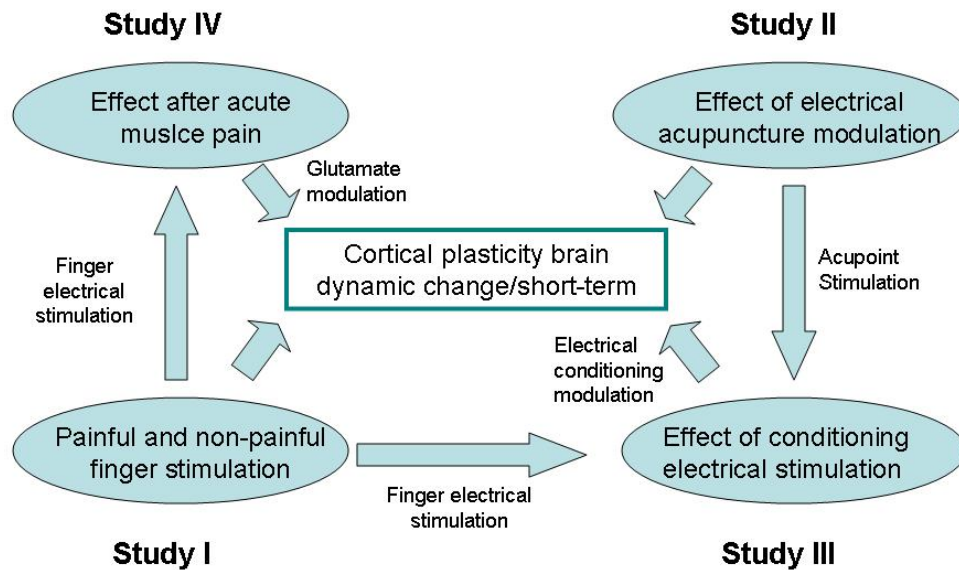 Study IV
Study II
Effect after acute
muslce pain
Effect of electrical
acupuncture modulation
Glutamate
modulation
Cortical plasticity brain
dynamic change/short-term
Finger
electrical
stimulation
Acupoint
Stimulation
Electrical
conditioning
modulation
Painful and non-painful
finger stimulation
Effect of conditioning
electrical stimulation
Finger electrical
stimulation
Study I
Study III